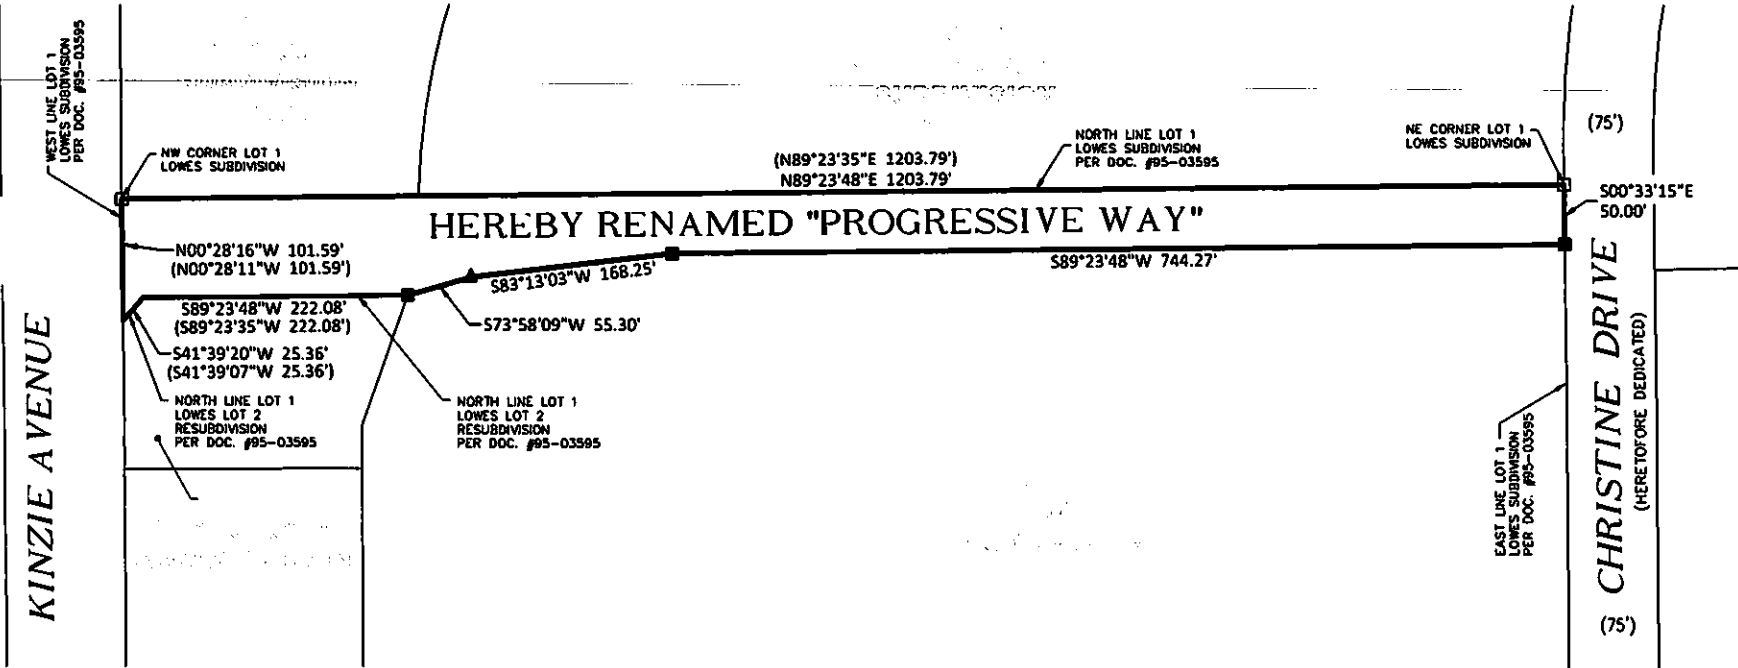 WEST LINE LOT 1
LOWES SUBDIVISION
PER DOC. #95-03595
NW CORNER LOT 1
LOWES SUBDIVISION
(N89°23'35"E 1203.79')
N89°23'48"E 1203.79'
NORTH LINE LOT 1
LOWES SUBDIVISION
PER DOC. #95-03595
NE CORNER LOT 1
LOWES SUBDIVISION
(75')
S00°33'15"E
50.00'
HEREBY RENAMED "PROGRESSIVE WAY"
N00°28'16"W 101.59'
(N00°28'11"W 101.59')
S83°13'03"W 168.25'
S89°23'48"W 744.27'
S89°23'48"W 222.08'
(S89°23'35"W 222.08')
S73°58'09"W 55.30'
S41°39'20"W 25.36'
(S41°39'07"W 25.36')
NORTH LINE LOT 1
LOWES LOT 2
RESUBDIVISION
PER DOC. #95-03595
NORTH LINE LOT 1
LOWES LOT 2
RESUBDIVISION
PER DOC. #95-03595
KINZIE AVENUE
EAST LINE LOT 1
LOWES SUBDIVISION
PER DOC. #95-03595
CHRISTINE DRIVE
(HERETOFORE DEDICATED)
(75')